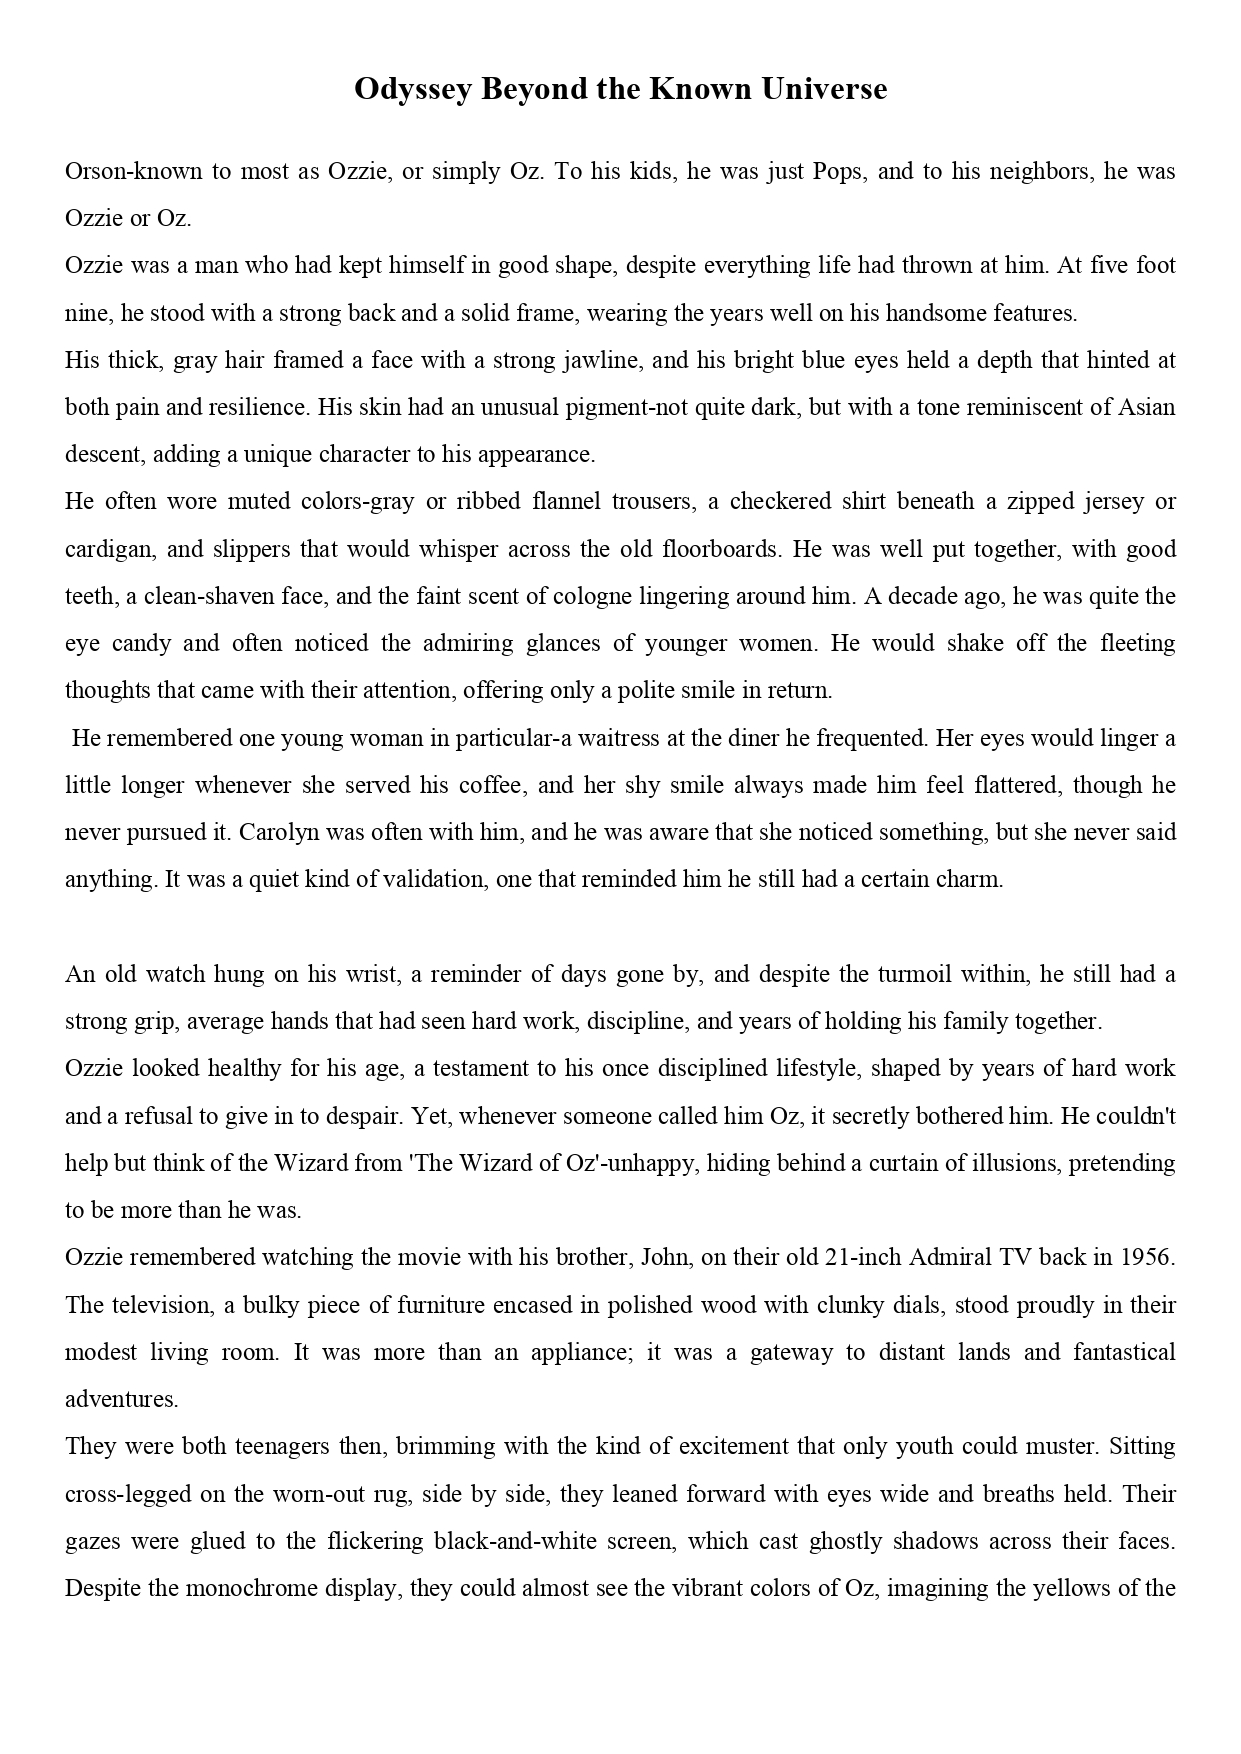 Odyssey Beyond the Known Universe
Orson-known to most as Ozzie, or simply Oz. To his kids, he was just Pops, and to his neighbors, he was
Ozzie or Oz.
Ozzie was a man who had kept himself in good shape, despite everything life had thrown at him. At five foot
nine, he stood with a strong back and a solid frame, wearing the years well on his handsome features.
His thick, gray hair framed a face with a strong jawline, and his bright blue eyes held a depth that hinted at
both pain and resilience. His skin had an unusual pigment-not quite dark, but with a tone reminiscent of Asian
descent, adding a unique character to his appearance.
He often wore muted colors-gray or ribbed flannel trousers, a checkered shirt beneath a zipped jersey or
cardigan, and slippers that would whisper across the old floorboards. He was well put together, with good
teeth, a clean-shaven face, and the faint scent of cologne lingering around him. A decade ago, he was quite the
eye candy and often noticed the admiring glances of younger women. He would shake off the fleeting
thoughts that came with their attention, offering only a polite smile in return.
He remembered one young woman in particular-a waitress at the diner he frequented. Her eyes would linger a
little longer whenever she served his coffee, and her shy smile always made him feel flattered, though he
never pursued it. Carolyn was often with him, and he was aware that she noticed something, but she never said
anything. It was a quiet kind of validation, one that reminded him he still had a certain charm.
An old watch hung on his wrist, a reminder of days gone by, and despite the turmoil within, he still had a
strong grip, average hands that had seen hard work, discipline, and years of holding his family together.
Ozzie looked healthy for his age, a testament to his once disciplined lifestyle, shaped by years of hard work
and a refusal to give in to despair. Yet, whenever someone called him Oz, it secretly bothered him. He couldn't
help but think of the Wizard from 'The Wizard of Oz'-unhappy, hiding behind a curtain of illusions, pretending
to be more than he was.
Ozzie remembered watching the movie with his brother, John, on their old 21-inch Admiral TV back in 1956.
The television, a bulky piece of furniture encased in polished wood with clunky dials, stood proudly in their
modest living room. It was more than an appliance; it was a gateway to distant lands and fantastical
adventures.
They were both teenagers then, brimming with the kind of excitement that only youth could muster. Sitting
cross-legged on the worn-out rug, side by side, they leaned forward with eyes wide and breaths held. Their
gazes were glued to the flickering black-and-white screen, which cast ghostly shadows across their faces.
Despite the monochrome display, they could almost see the vibrant colors of Oz, imagining the yellows of the